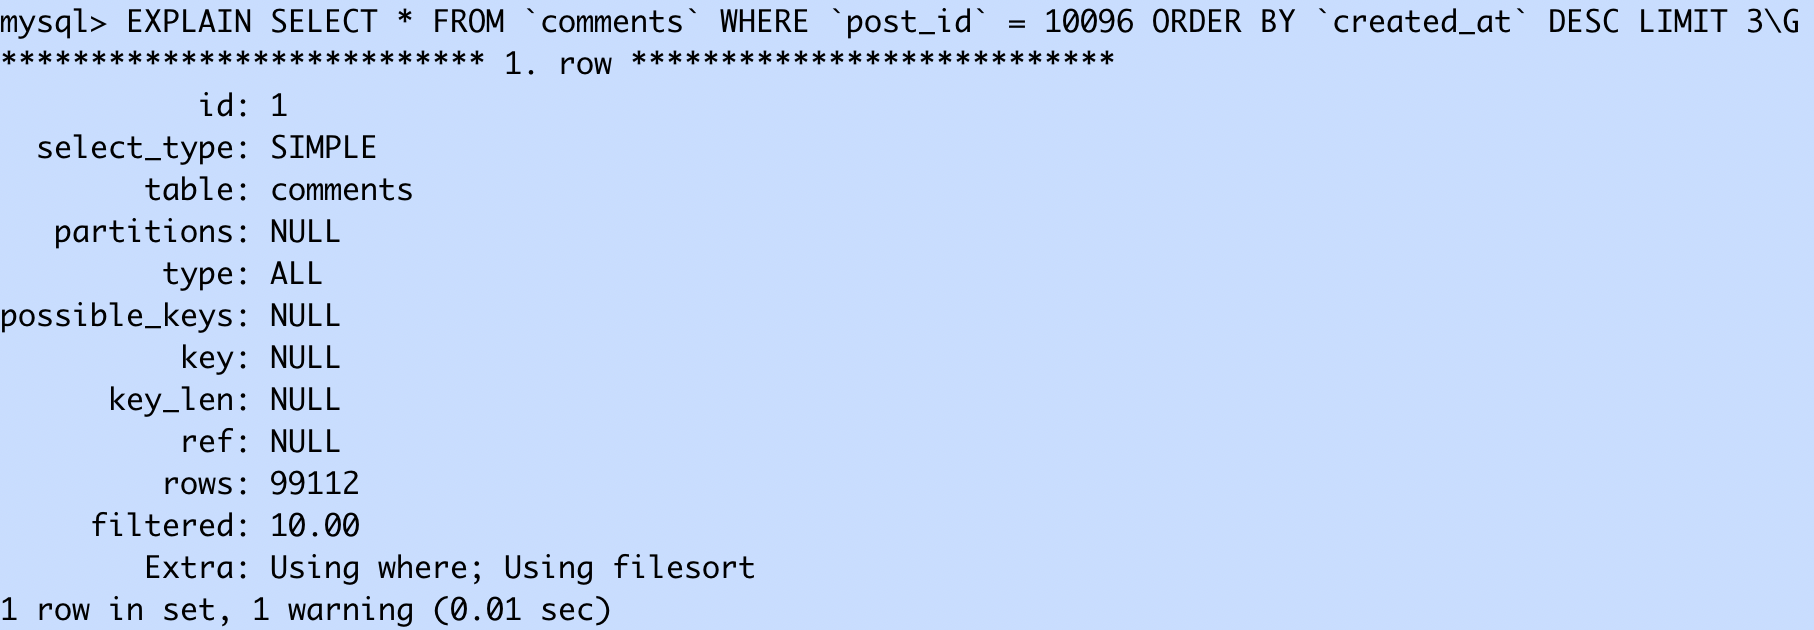 mysql> EXPLAIN SELECT * FROM `comments` WHERE `post_id` = 10096 ORDER BY `created_at` DESC LIMIT 3\G
*************************** 1. row ***************************
           id: 1
  select_type: SIMPLE
        table: comments
   partitions: NULL
         type: ALL
possible_keys: NULL
          key: NULL
      key_len: NULL
          ref: NULL
         rows: 99112
     filtered: 10.00
        Extra: Using where; Using filesort
1 row in set, 1 warning (0.01 sec)